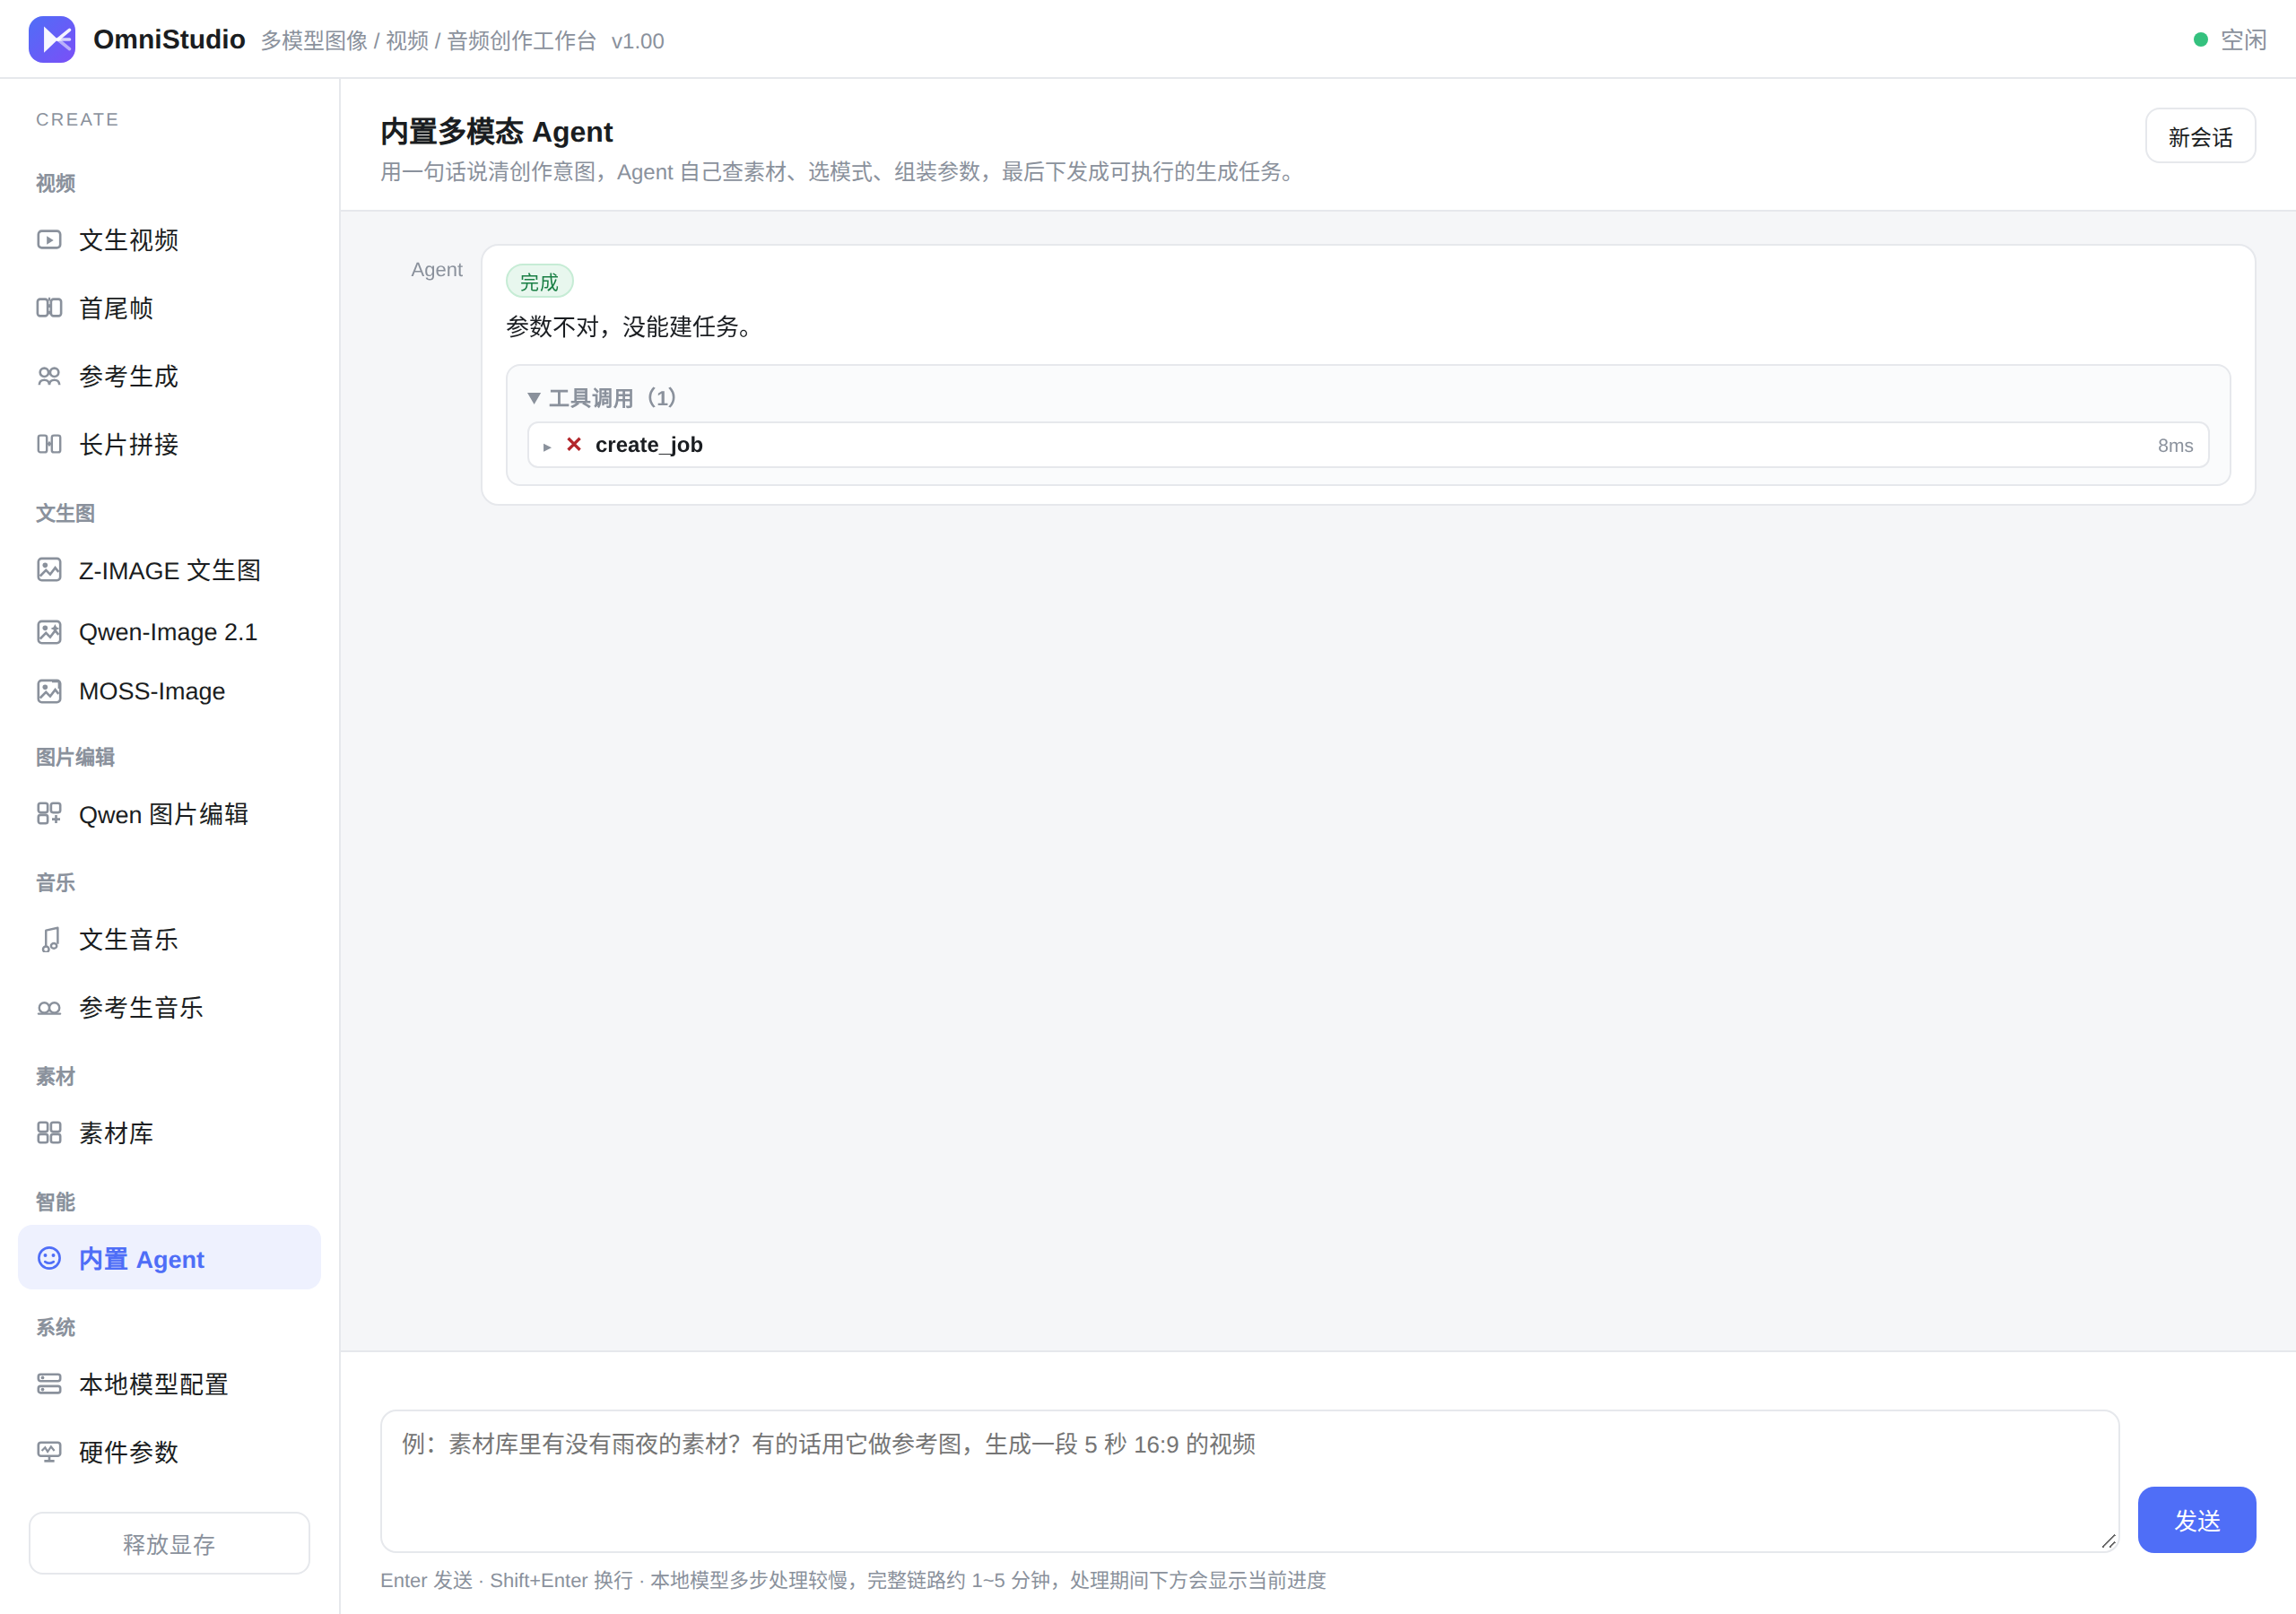 OmniStudio 多模型图像 / 视频 / 音频创作工作台 v1.00
空闲
CREATE
视频
文生视频
首尾帧
参考生成
长片拼接
文生图
Z-IMAGE 文生图
Qwen-Image 2.1
MOSS-Image
图片编辑
Qwen 图片编辑
音乐
文生音乐
参考生音乐
素材
素材库
智能
内置 Agent
系统
本地模型配置
硬件参数
释放显存
内置多模态 Agent
用一句话说清创作意图，Agent 自己查素材、选模式、组装参数，最后下发成可执行的生成任务。
新会话
Agent
完成
参数不对，没能建任务。
工具调用（1）
create_job
8ms
例：素材库里有没有雨夜的素材？有的话用它做参考图，生成一段 5 秒 16:9 的视频
发送
Enter 发送 · Shift+Enter 换行 · 本地模型多步处理较慢，完整链路约 1~5 分钟，处理期间下方会显示当前进度